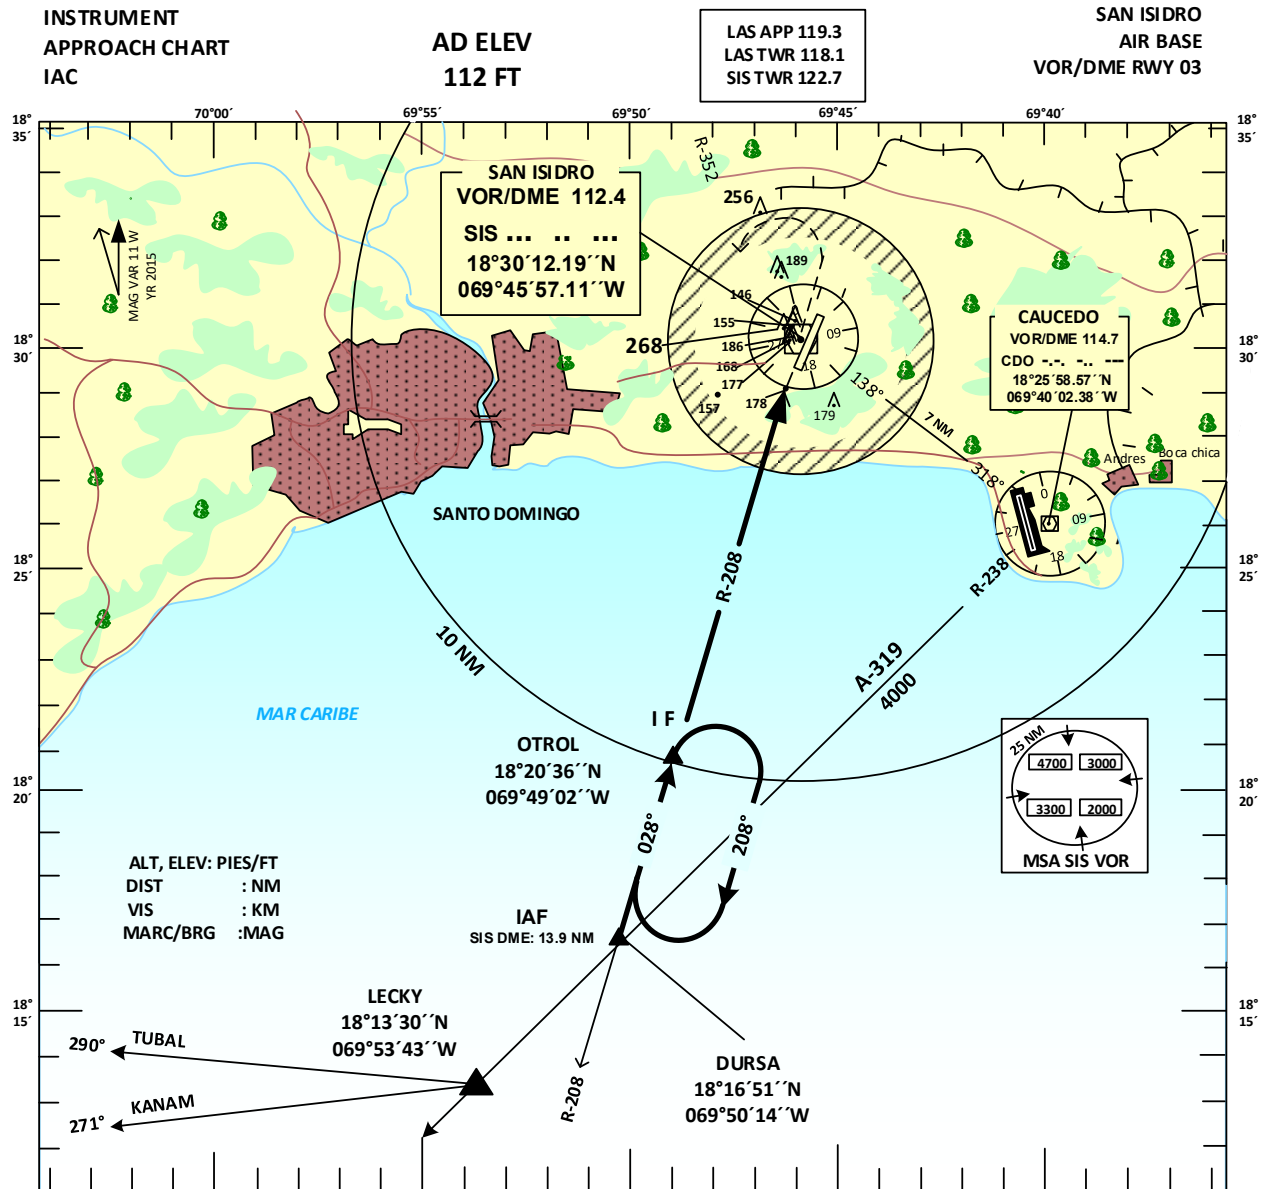 INSTRUMENT
APPROACH CHART
IAC
AD ELEV
112 FT
LAS APP 119.3
LAS TWR 118.1
SIS TWR 122.7
SAN ISIDRO
AIR BASE
VOR/DME RWY 03
70°00´
69°55´
69°50´
69°45´
69°40´
18°
35´
18°
35´
R-352
SAN ISIDRO
VOR/DME 112.4
SIS ... .. ...
18°30´12.19´´N
069°45´57.11´´W
256
189
MAG VAR 11 W
YR 2015
146
155
268
186
168
177
157
178
179
09
18
27
138°
7 NM
318°
CAUCEDO
VOR/DME 114.7
CDO -.-. -.. ---
18°25´58.57´´N
069°40´02.38´´W
18°
30´
18°
30´
Andres
Boca chica
0
09
18
27
SANTO DOMINGO
18°
25´
18°
25´
R-208
R-238
10 NM
A-319
4000
MAR CARIBE
I F
OTROL
18°20´36´´N
069°49´02´´W
25 NM
4700
3000
3300
2000
MSA SIS VOR
18°
20´
18°
20´
028°
208°
ALT, ELEV: PIES/FT
DIST : NM
VIS : KM
MARC/BRG :MAG
IAF
SIS DME: 13.9 NM
LECKY
18°13´30´´N
069°53´43´´W
18°
15´
18°
15´
290°
TUBAL
KANAM
271°
R-208
DURSA
18°16´51´´N
069°50´14´´W